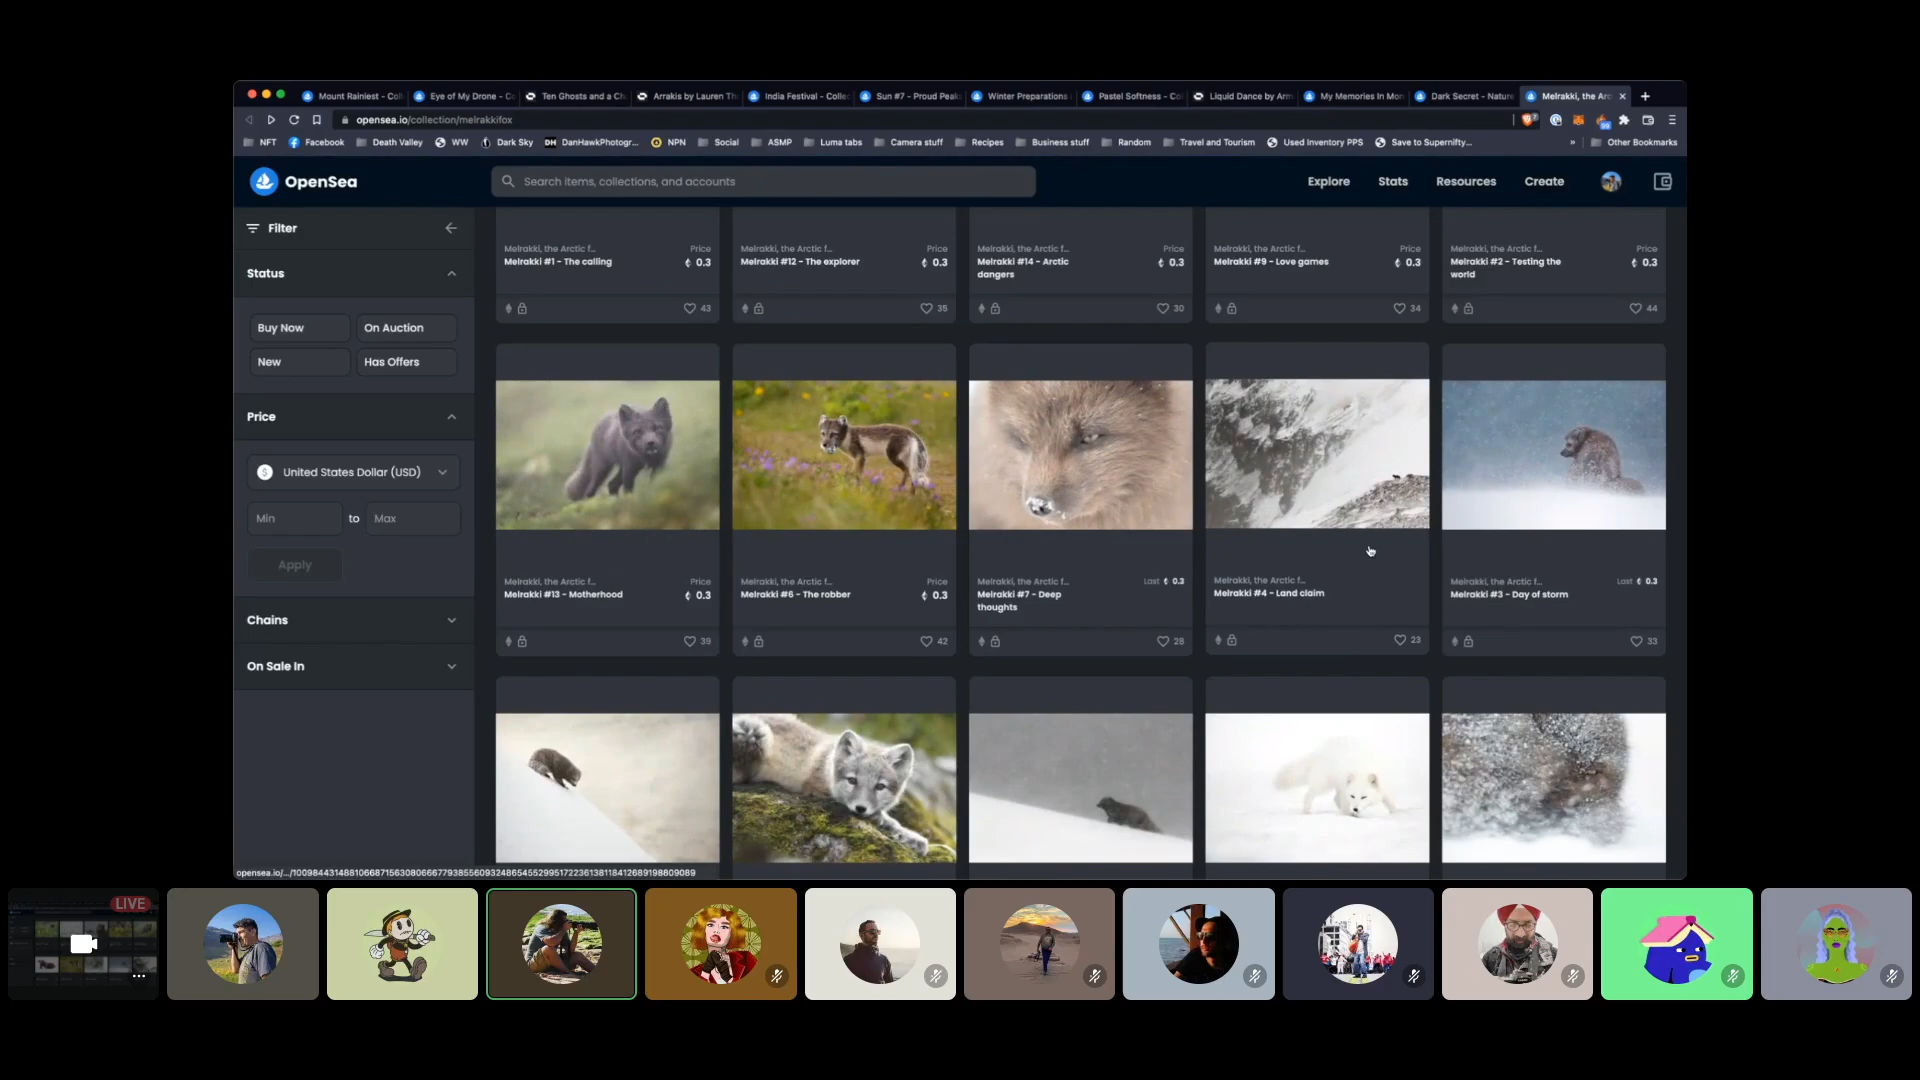 Mount Rainiest - Col
Eye of My Drone - Co
Ten Ghosts and a Ch
Arrakis by Lauren Th
India Festival - Colle
Sun #7 - Proud Peak
Winter Preparations
Pastel Softness - Co
Liquid Dance by Arm
My Memories In Mon
Dark Secret - Nature
Melrakki, the Arc
opensea.io/collection/melrakkifox
NFT
Facebook
Death Valley
WW
Dark Sky
DH DanHawkPhotogr...
NPN
Social
ASMP
Luma tabs
Camera stuff
Recipes
Business stuff
Random
Travel and Tourism
Used Inventory PPS
Save to Supernifty...
»
Other Bookmarks
OpenSea
Search items, collections, and accounts
Explore
Stats
Resources
Create
Filter
Status
Buy Now
On Auction
New
Has Offers
Price
United States Dollar (USD)
Min
to
Max
Apply
Chains
On Sale In
Melrakki, the Arctic f... Price
Melrakki #1 - The calling 0.3
43
Melrakki, the Arctic f... Price
Melrakki #12 - The explorer 0.3
35
Melrakki, the Arctic f... Price
Melrakki #14 - Arctic 0.3
dangers
30
Melrakki, the Arctic f... Price
Melrakki #9 - Love games 0.3
34
Melrakki, the Arctic f... Price
Melrakki #2 - Testing the 0.3
world
44
Melrakki, the Arctic f... Price
Melrakki #13 - Motherhood 0.3
39
Melrakki, the Arctic f... Price
Melrakki #6 - The robber 0.3
42
Melrakki, the Arctic f... Last 0.3
Melrakki #7 - Deep
thoughts
28
Melrakki, the Arctic f...
Melrakki #4 - Land claim
23
Melrakki, the Arctic f... Last 0.3
Melrakki #3 - Day of storm
33
LIVE